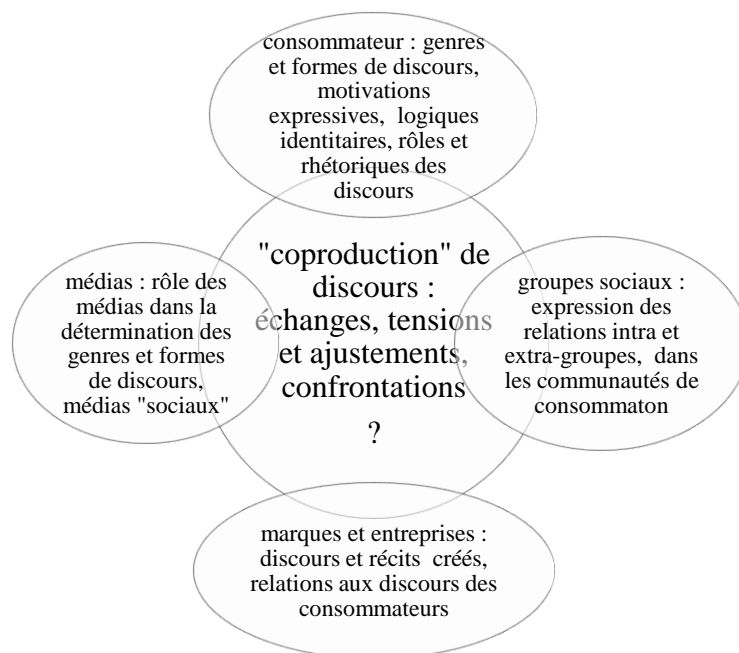 consommateur : genres
et formes de discours,
motivations
expressives, logiques
identitaires, rôles et
rhétoriques des
discours
médias : rôle des
médias dans la
détermination des
genres et formes
de discours,
médias "sociaux"
"coproduction" de
discours :
échanges, tensions
et ajustements,
confrontations
?
groupes sociaux :
expression des
relations intra et
extra-groupes, dans
les communautés de
consommaton
marques et entreprises :
discours et récits créés,
relations aux discours des
consommateurs